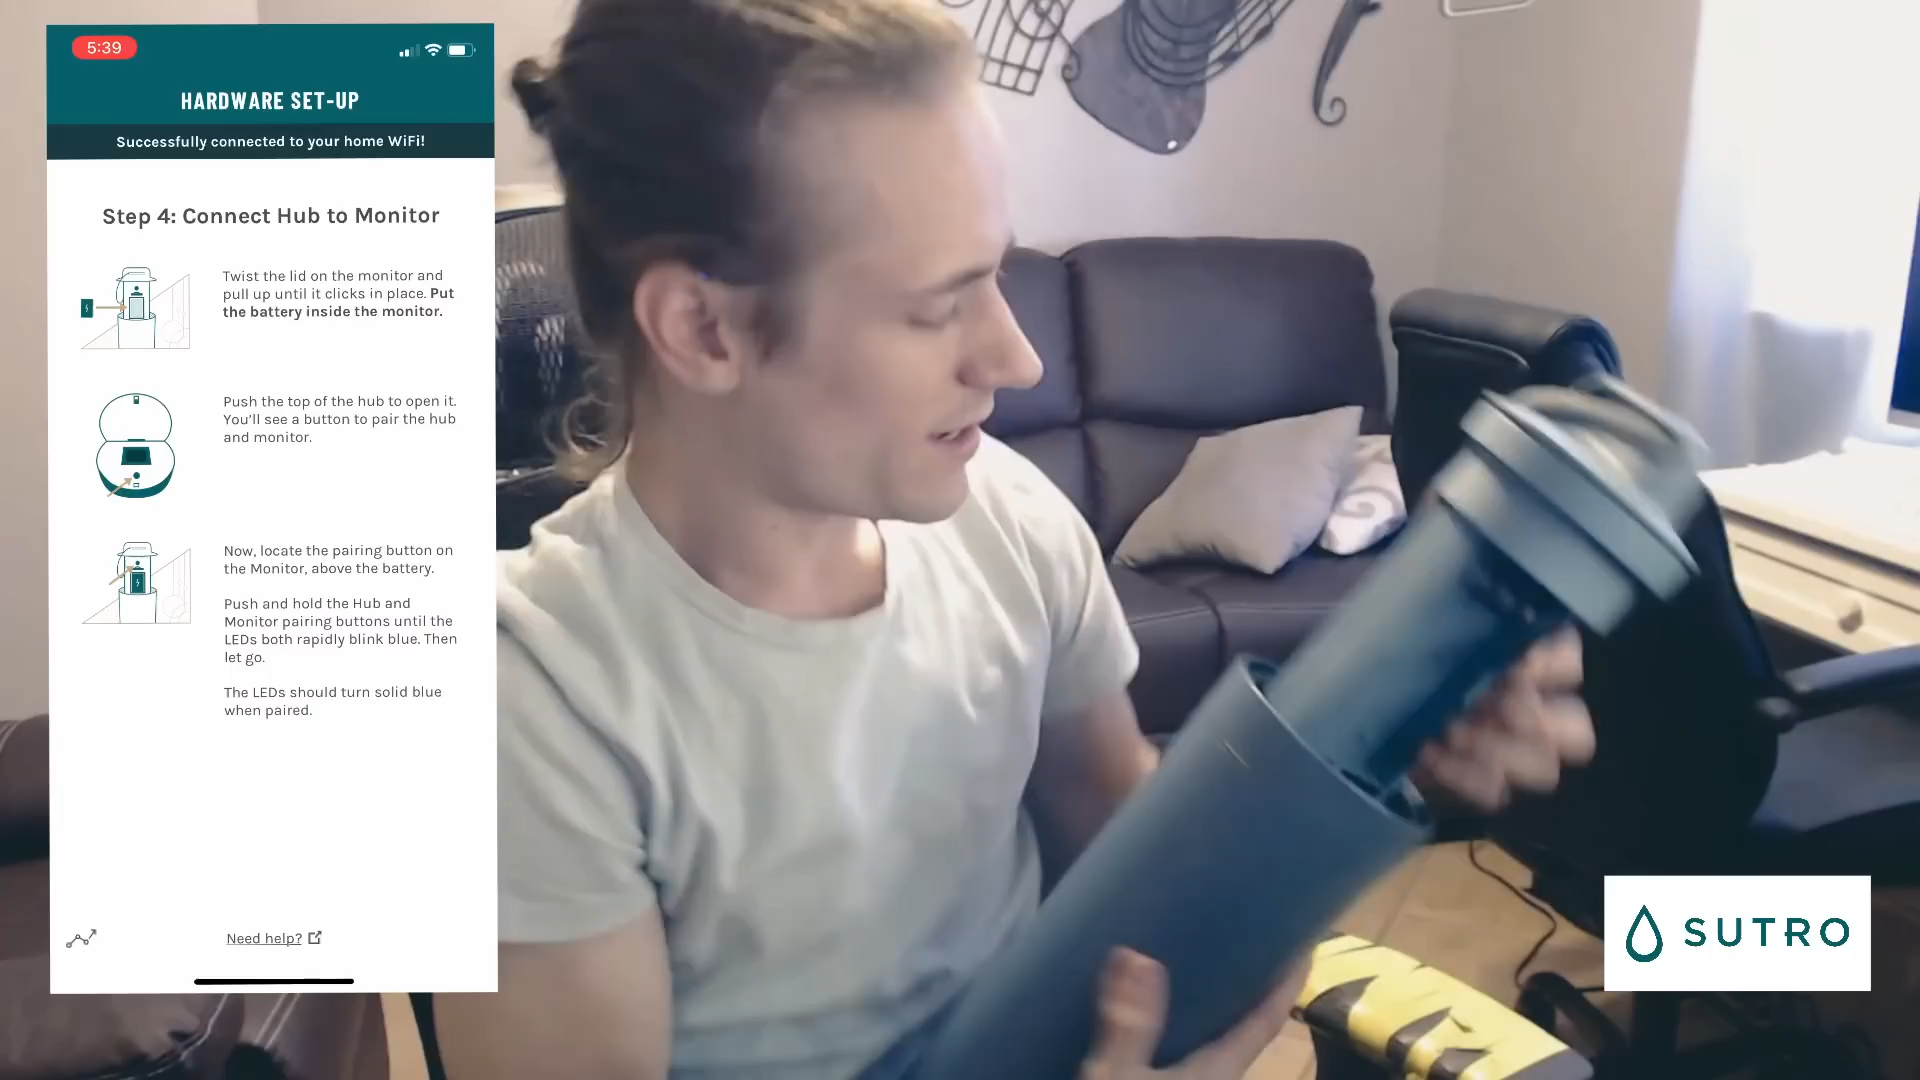 5:39
HARDWARE SET-UP
Successfully connected to your home WiFi!
Step 4: Connect Hub to Monitor
Twist the lid on the monitor and
pull up until it clicks in place. Put
the battery inside the monitor.
Push the top of the hub to open it.
You'll see a button to pair the hub
and monitor.
Now, locate the pairing button on
the Monitor, above the battery.
Push and hold the Hub and
Monitor pairing buttons until the
LEDs both rapidly blink blue. Then
let go.
The LEDs should turn solid blue
when paired.
Need help?
SUTRO